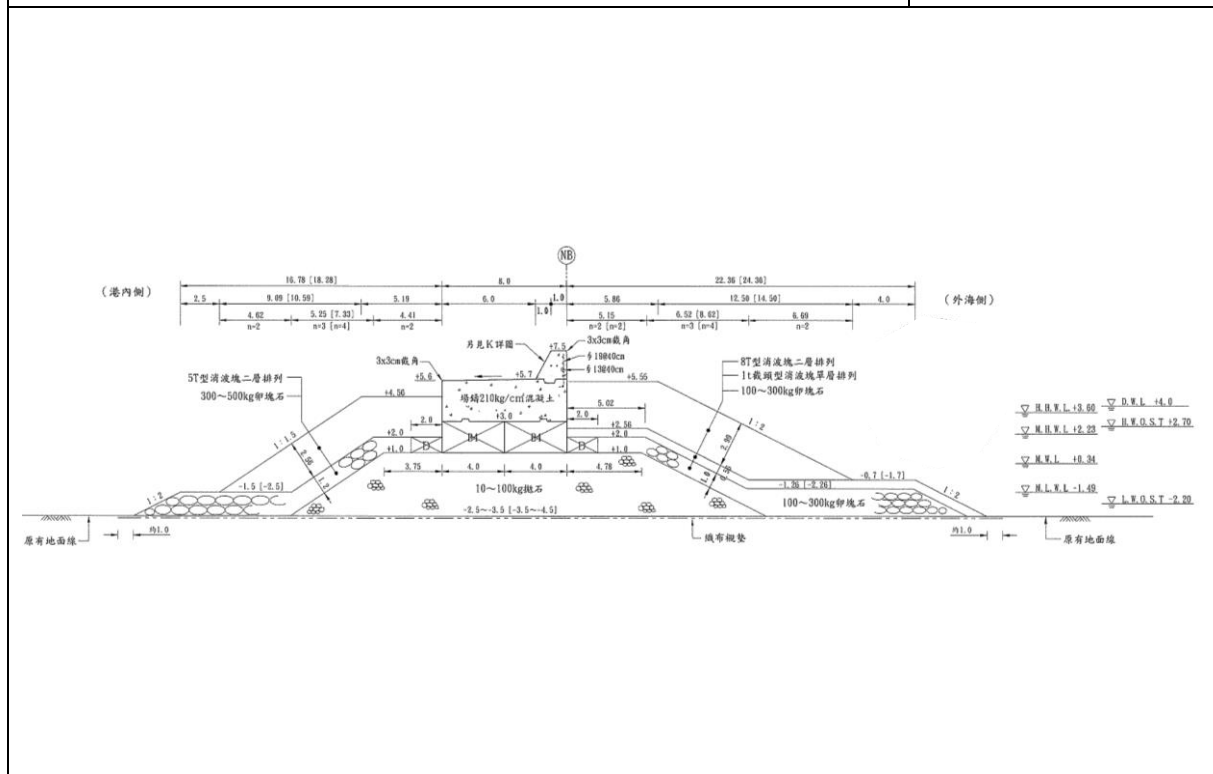 NB
16.78 [18.28]
8.0
22.36 [24.36]
(港內側)
(外海側)
2.5
9.09 [10.59]
5.19
6.0
1.0
5.86
12.50 [14.50]
4.0
1.0
4.62
5.25 [7.33]
4.41
5.15
6.52 [8.62]
6.69
n=2
n=3 [n=4]
n=2
n=2 [n=2]
n=3 [n=4]
n=2
另見K詳圖
+7.5
3x3cm截角
3x3cm截角
ϕ19@40cm
ϕ13@40cm
5T型消波塊二層排列
300~500kg卵塊石
+5.6
+5.7
+5.55
8T型消波塊二層排列
1t截頭型消波塊單層排列
100~300kg卵塊石
+4.56
場鑄210kg/c㎡混凝土
5.02
2.0
2.0
+3.0
+2.56
1:2
H.H.W.L +3.60
D.W.L +4.0
M.H.W.L +2.23
H.W.O.S.T +2.70
M.W.L +0.34
M.L.W.L -1.49
L.W.O.S.T -2.20
1:1.5
2.56
+2.0
D
B4
B4
D
+2.0
2.99
+1.0
+1.0
1:2
3.75
4.0
4.0
4.78
1.0
-0.7 [-1.7]
1:2
-1.5 [-2.5]
10~100kg拋石
-1.26 [-2.26]
1:2
100~300kg卵塊石
-2.5~-3.5 [-3.5~-4.5]
約1.0
約1.0
原有地面線
織布襯墊
原有地面線